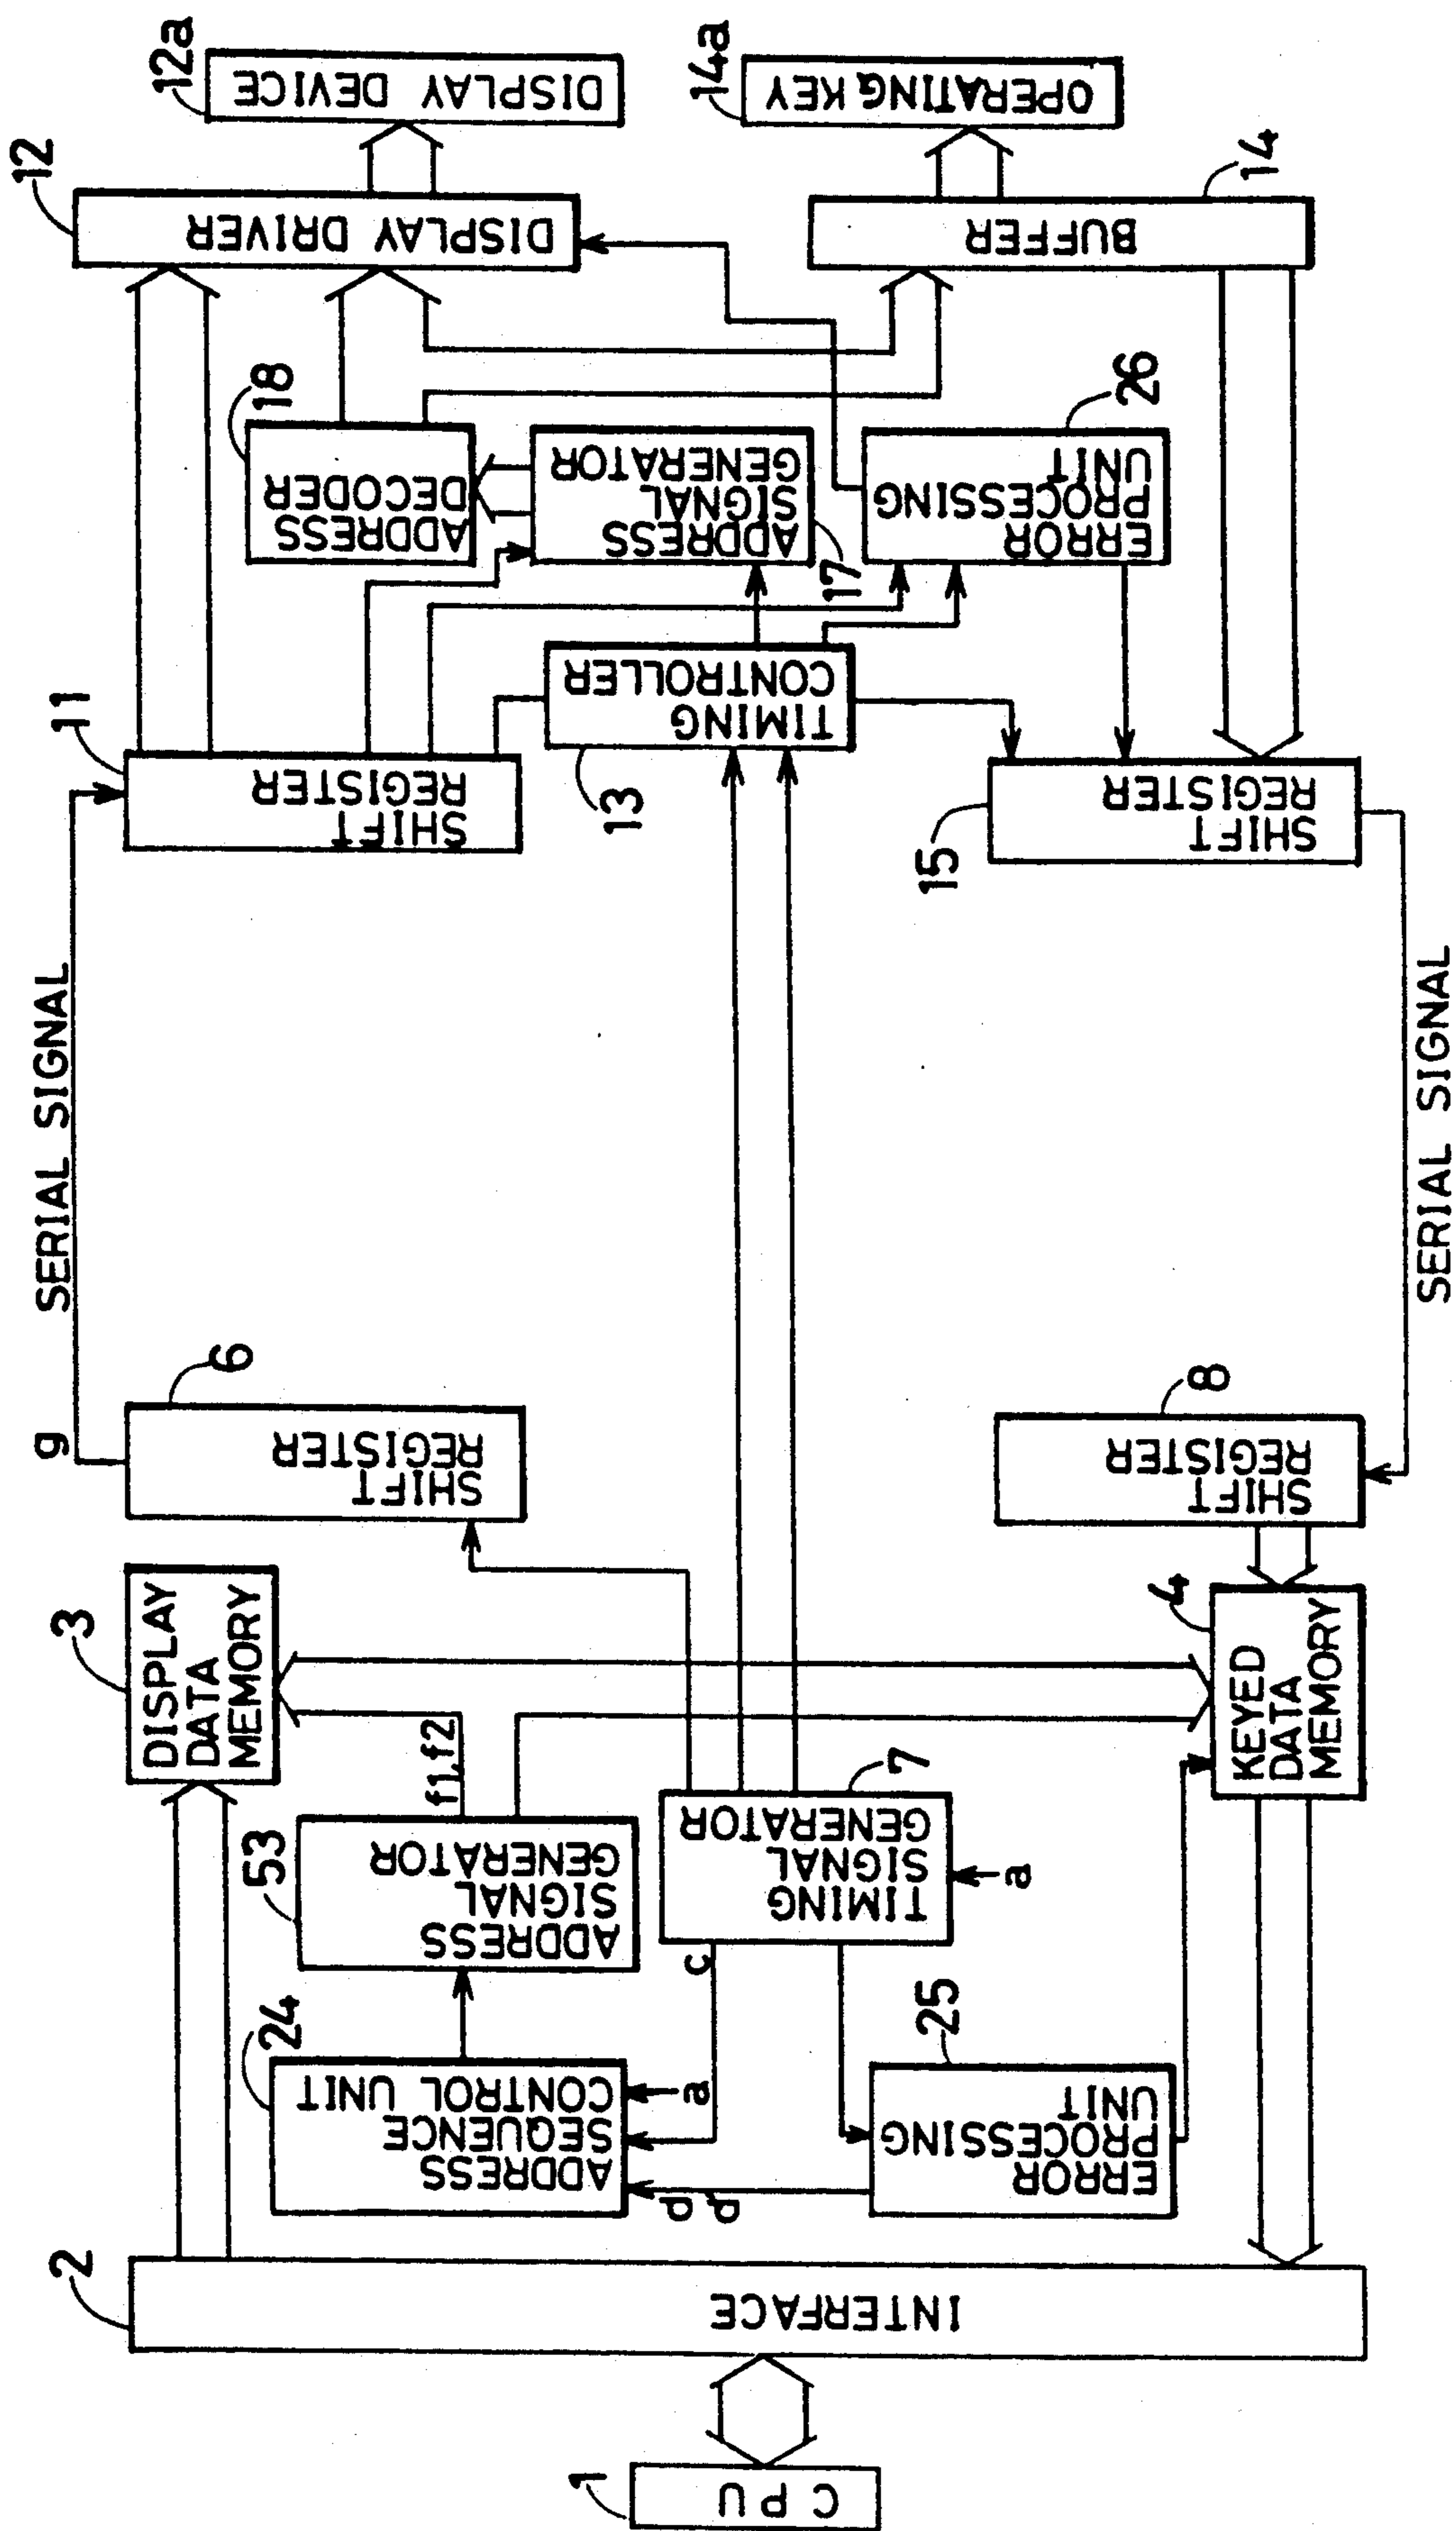 1
CPU
2
INTERFACE
3
DISPLAY
DATA
MEMORY
24
ADDRESS
SEQUENCE
CONTROL UNIT
a
c
53
ADDRESS
SIGNAL
GENERATOR
f1,f2
TIMING
SIGNAL
GENERATOR
7
a
25
ERROR
PROCESSING
UNIT
4
KEYED
DATA
MEMORY
6
SHIFT
REGISTER
g
SERIAL SIGNAL
8
SHIFT
REGISTER
SERIAL SIGNAL
11
SHIFT
REGISTER
13
TIMING
CONTROLLER
15
SHIFT
REGISTER
18
ADDRESS
DECODER
17
ADDRESS
SIGNAL
GENERATOR
26
ERROR
PROCESSING
UNIT
12
DISPLAY DRIVER
12a
DISPLAY DEVICE
14
BUFFER
14a
OPERATING KEY